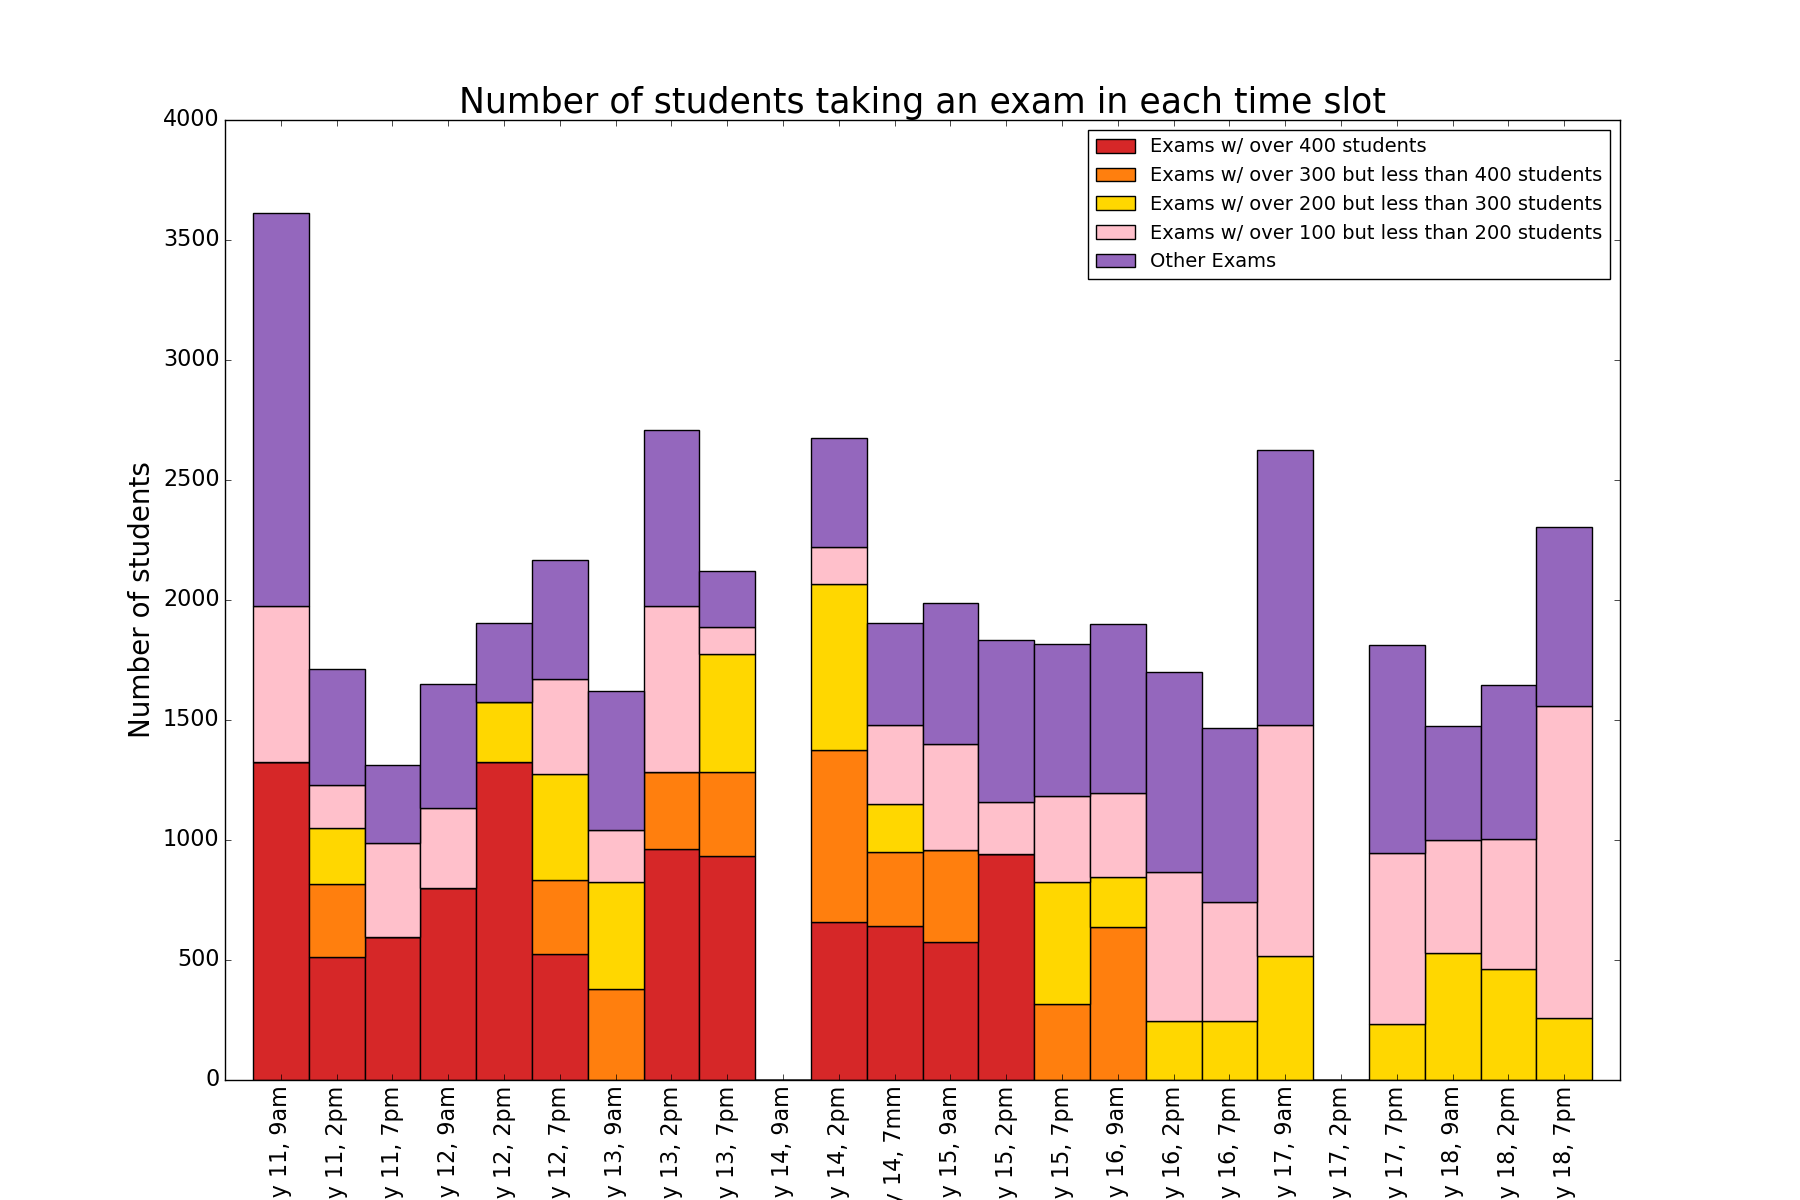 Number of students taking an exam in each time slot
Number of students
4000
3500
3000
2500
2000
1500
1000
500
0
Exams w/ over 400 students
Exams w/ over 300 but less than 400 students
Exams w/ over 200 but less than 300 students
Exams w/ over 100 but less than 200 students
Other Exams
y 11, 9am
y 11, 2pm
y 11, 7pm
y 12, 9am
y 12, 2pm
y 12, 7pm
y 13, 9am
y 13, 2pm
y 13, 7pm
y 14, 9am
y 14, 2pm
y 14, 7mm
y 15, 9am
y 15, 2pm
y 15, 7pm
y 16, 9am
y 16, 2pm
y 16, 7pm
y 17, 9am
y 17, 2pm
y 17, 7pm
y 18, 9am
y 18, 2pm
y 18, 7pm